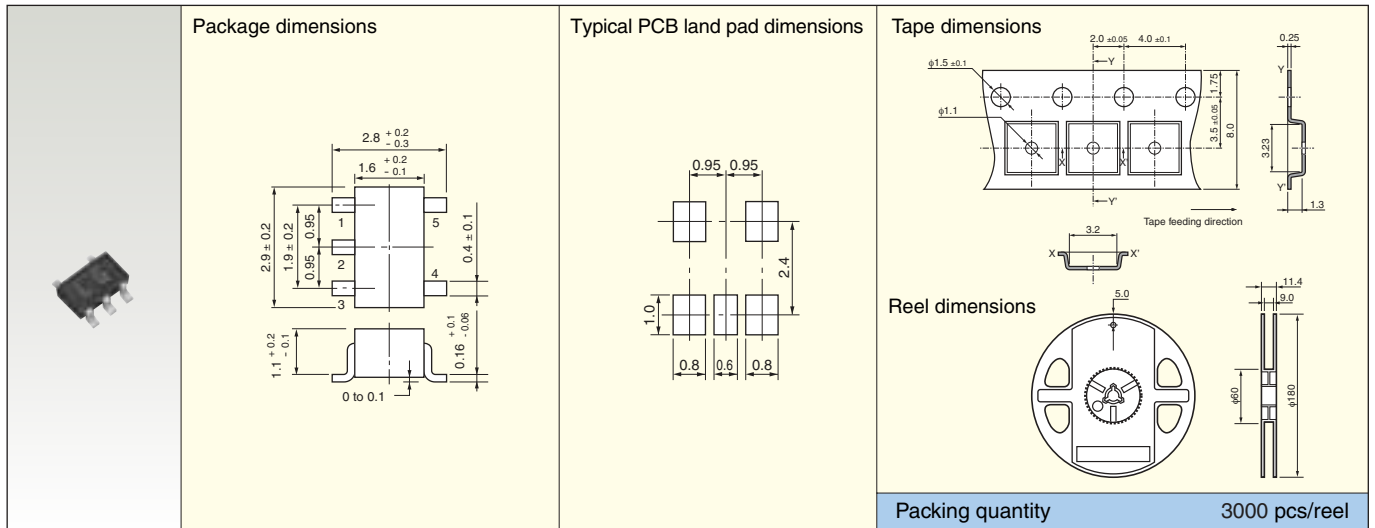 Package dimensions
2.8 + 0.2 - 0.3
1.6 + 0.2 - 0.1
2.9 ± 0.2
1.9 ± 0.2
0.95
0.95
1
2
3
5
4
0.4 ± 0.1
1.1 + 0.2 - 0.1
0.16 + 0.1 - 0.06
0 to 0.1
Typical PCB land pad dimensions
0.95 0.95
2.4
1.0
0.8 0.6 0.8
Tape dimensions
2.0 ±0.05 4.0 ±0.1
0.25
φ1.5 ±0.1
Y
Y
1.75
φ1.1
3.5 ±0.05
8.0
3.23
X X'
Y'
Y'
1.3
Tape feeding direction
3.2
X X'
Reel dimensions
5.0
11.4
9.0
φ60
φ180
Packing quantity 3000 pcs/reel